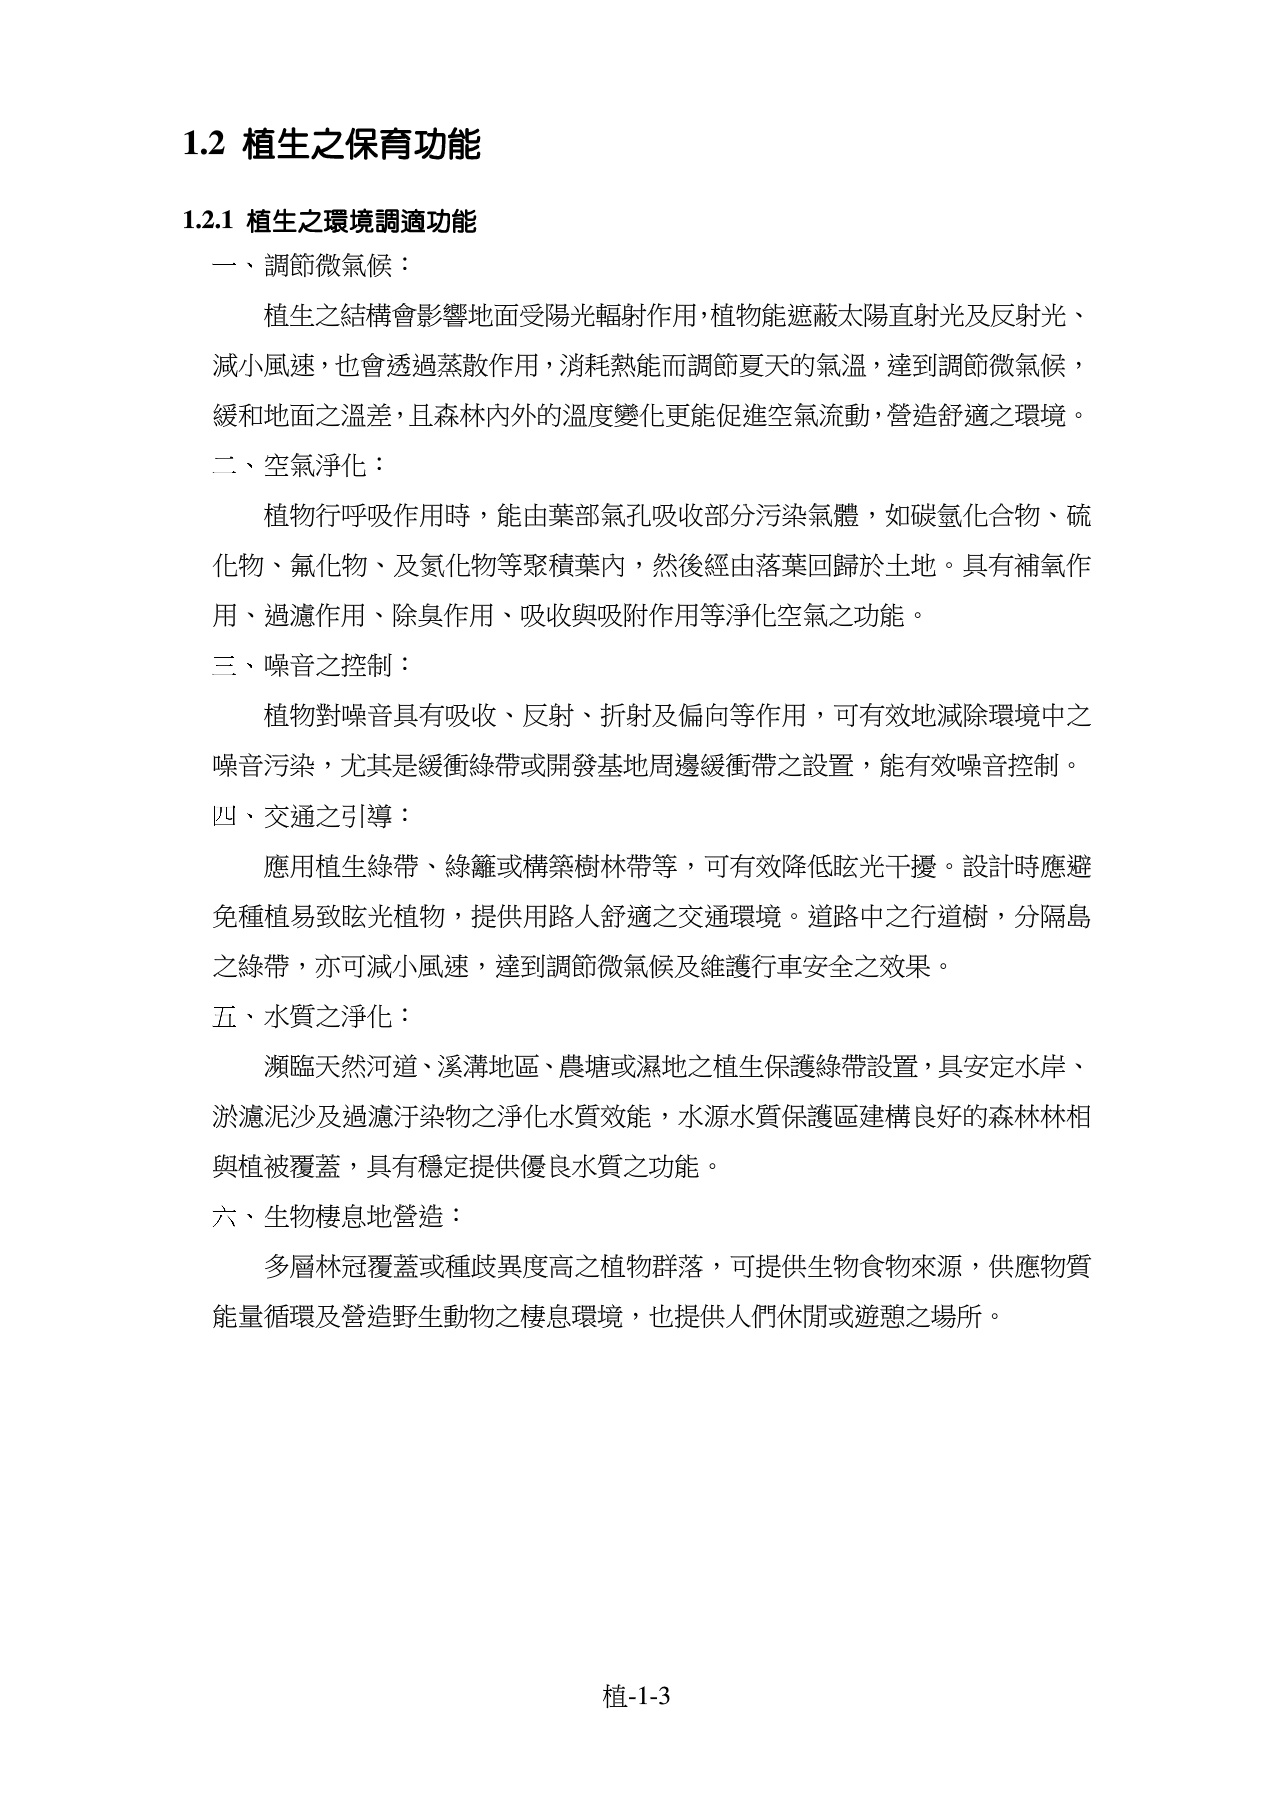 1.2 植生之保育功能
1.2.1 植生之環境調適功能
一、調節微氣候：
植生之結構會影響地面受陽光輻射作用，植物能遮蔽太陽直射光及反射光、
減小風速，也會透過蒸散作用，消耗熱能而調節夏天的氣溫，達到調節微氣候，
緩和地面之溫差，且森林內外的溫度變化更能促進空氣流動，營造舒適之環境。
二、空氣淨化：
植物行呼吸作用時，能由葉部氣孔吸收部分污染氣體，如碳氫化合物、硫
化物、氟化物、及氮化物等聚積葉內，然後經由落葉回歸於土地。具有補氧作
用、過濾作用、除臭作用、吸收與吸附作用等淨化空氣之功能。
三、噪音之控制：
植物對噪音具有吸收、反射、折射及偏向等作用，可有效地減除環境中之
噪音污染，尤其是緩衝綠帶或開發基地周邊緩衝帶之設置，能有效噪音控制。
四、交通之引導：
應用植生綠帶、綠籬或構築樹林帶等，可有效降低眩光干擾。設計時應避
免種植易致眩光植物，提供用路人舒適之交通環境。道路中之行道樹，分隔島
之綠帶，亦可減小風速，達到調節微氣候及維護行車安全之效果。
五、水質之淨化：
瀕臨天然河道、溪溝地區、農塘或濕地之植生保護綠帶設置，具安定水岸、
淤濾泥沙及過濾汙染物之淨化水質效能，水源水質保護區建構良好的森林林相
與植被覆蓋，具有穩定提供優良水質之功能。
六、生物棲息地營造：
多層林冠覆蓋或種歧異度高之植物群落，可提供生物食物來源，供應物質
能量循環及營造野生動物之棲息環境，也提供人們休閒或遊憩之場所。
植-1-3